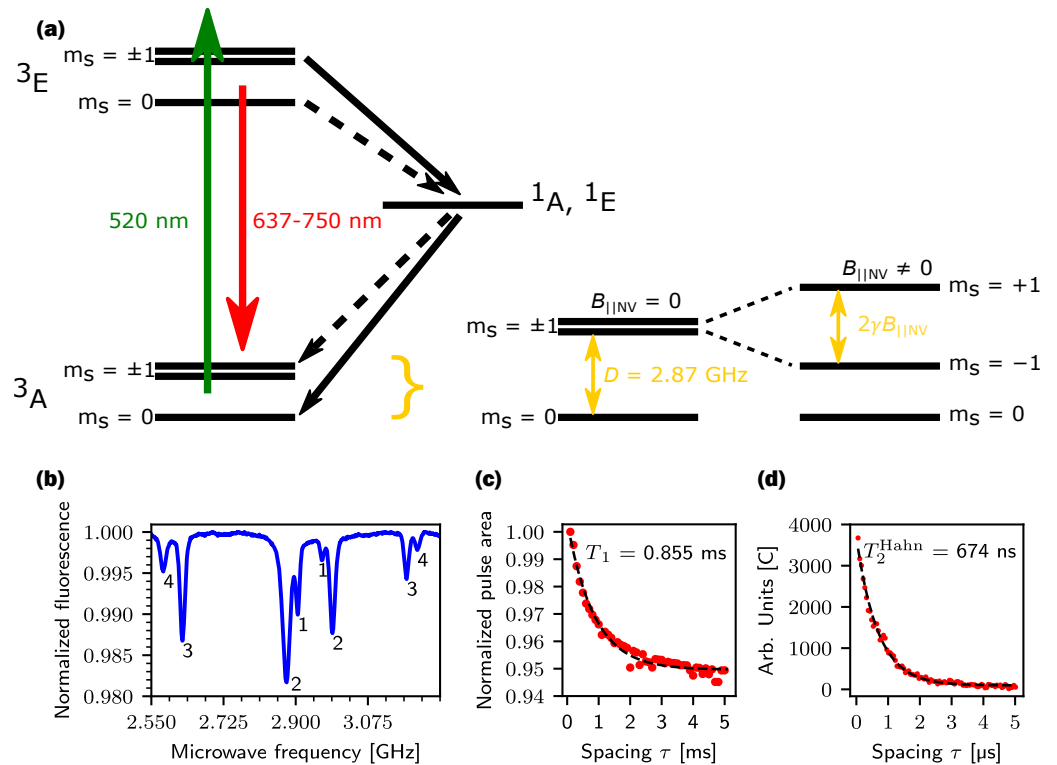 (a)
mₛ = ±1
³E
mₛ = 0
520 nm
637-750 nm
¹A, ¹E
mₛ = ±1
³A
mₛ = 0
}
B||NV = 0
mₛ = ±1
D = 2.87 GHz
mₛ = 0
B||NV ≠ 0
mₛ = +1
2γB||NV
mₛ = −1
mₛ = 0
(b)
Normalized fluorescence
1.000
0.995
0.990
0.985
0.980
4
3
2
1
1
2
3
4
2.550
2.725
2.900
3.075
Microwave frequency [GHz]
(c)
Normalized pulse area
1.00
0.99
0.98
0.97
0.96
0.95
0.94
T₁ = 0.855 ms
0
1
2
3
4
5
Spacing τ [ms]
(d)
Arb. Units [C]
4000
3000
2000
1000
0
T₂ᴴᵃʰⁿ = 674 ns
0
1
2
3
4
5
Spacing τ [µs]